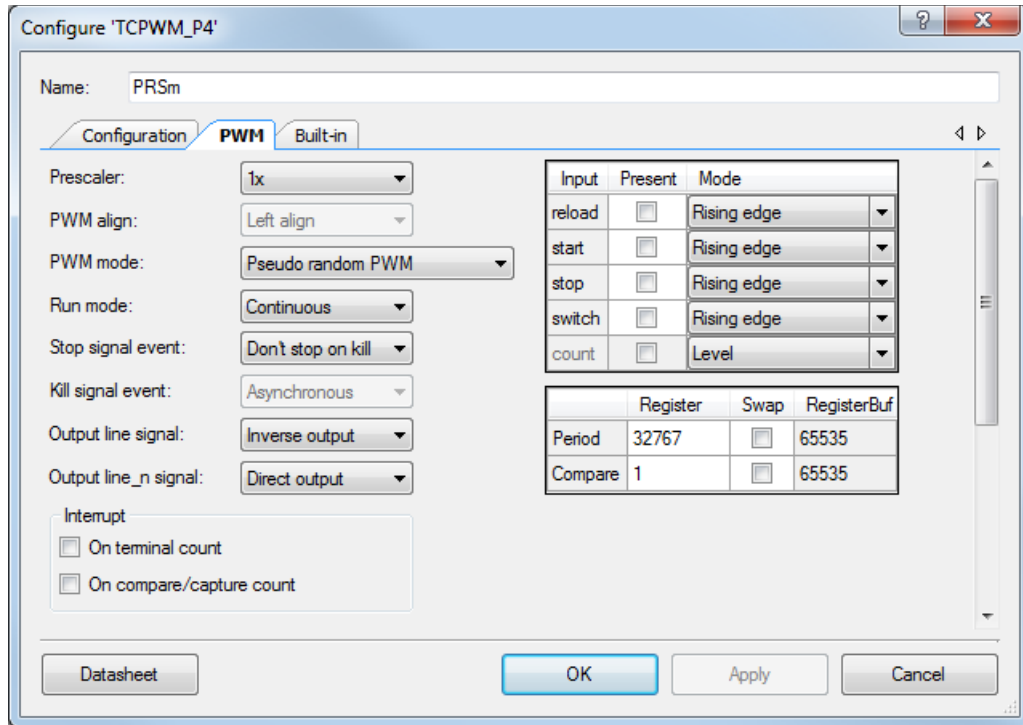 Configure 'TCPWM_P4'
Name: PRSm
Configuration PWM Built-in
Prescaler: 1x
PWM align: Left align
PWM mode: Pseudo random PWM
Run mode: Continuous
Stop signal event: Don't stop on kill
Kill signal event: Asynchronous
Output line signal: Inverse output
Output line_n signal: Direct output
Interrupt
On terminal count
On compare/capture count
Input Present Mode
reload Rising edge
start Rising edge
stop Rising edge
switch Rising edge
count Level
Register Swap RegisterBuf
Period 32767 65535
Compare 1 65535
Datasheet OK Apply Cancel